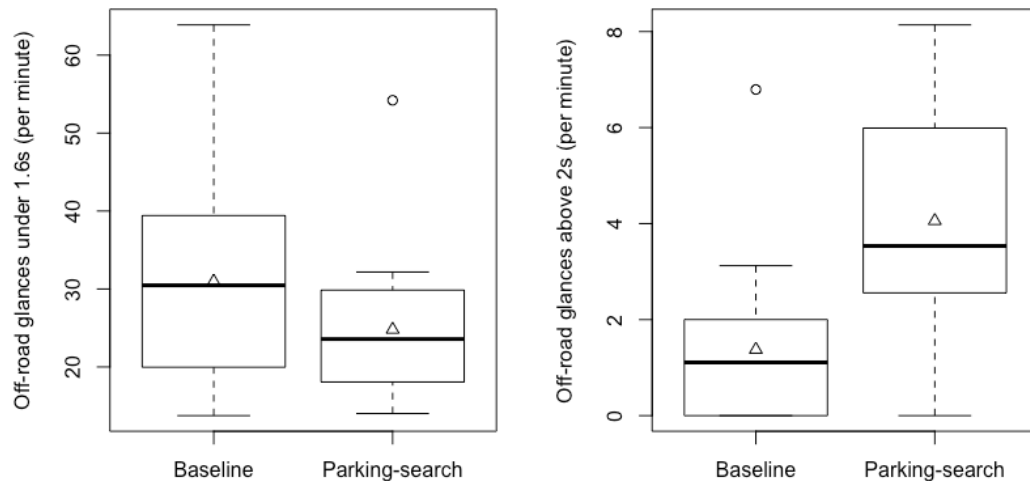 Off-road glances under 1.6s (per minute)
60
50
40
30
20
Baseline
Parking-search
Off-road glances above 2s (per minute)
8
6
4
2
0
Baseline
Parking-search